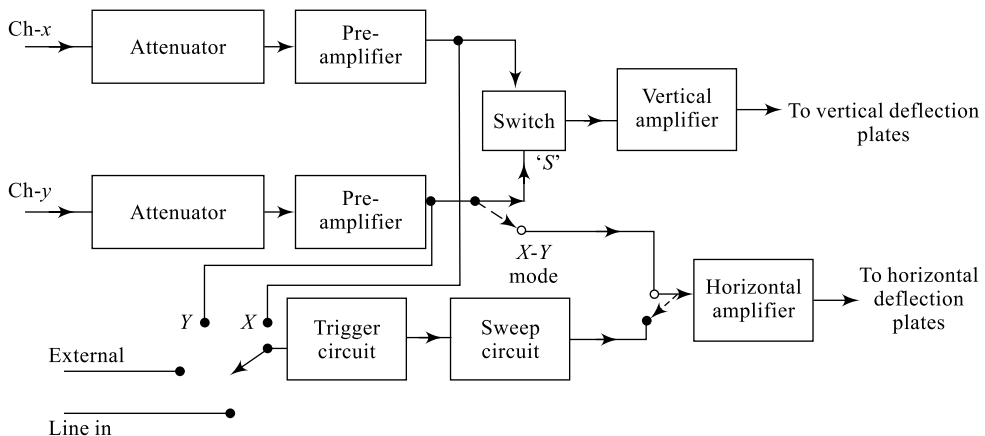 Ch-x
Attenuator
Pre-
amplifier
Switch
'S'
Vertical
amplifier
To vertical deflection
plates
Ch-y
Attenuator
Pre-
amplifier
X-Y
mode
Horizontal
amplifier
To horizontal
deflection
plates
Y
X
Trigger
circuit
Sweep
circuit
External
Line in